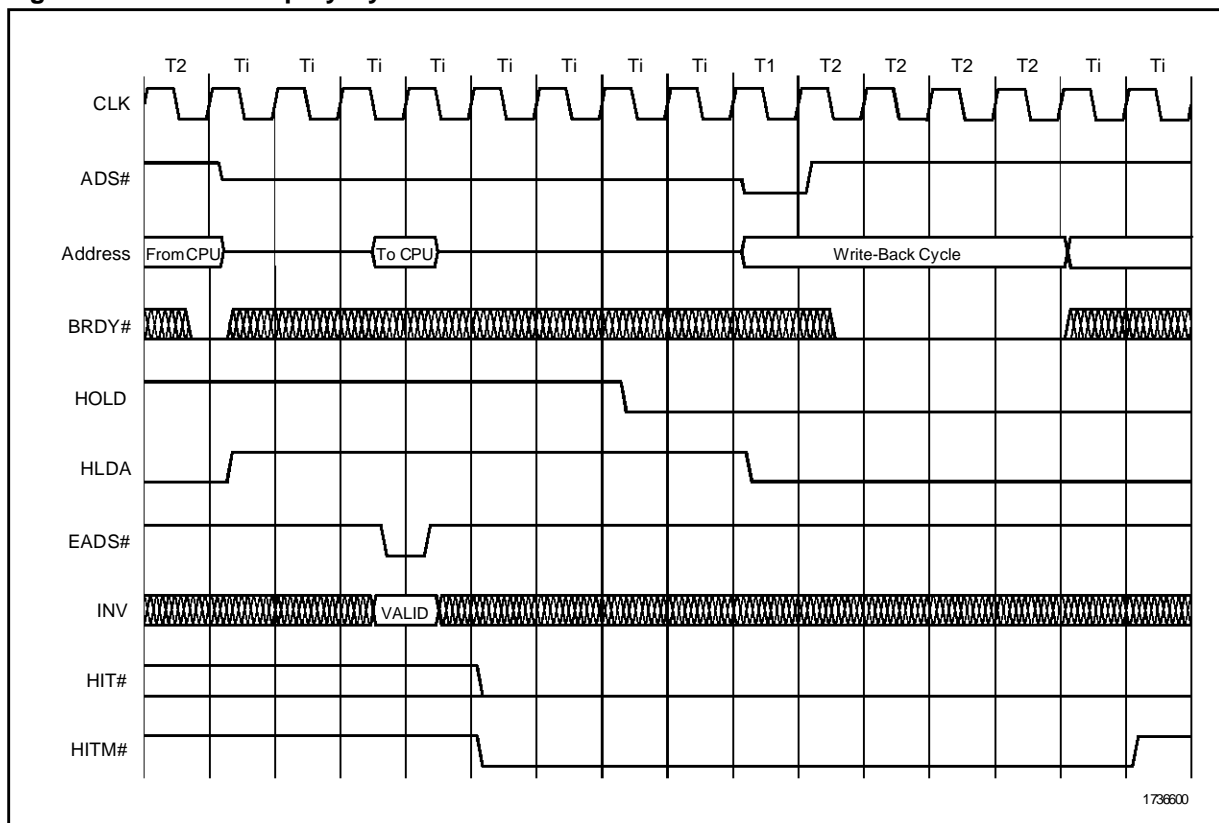 T2 Ti Ti Ti Ti Ti Ti Ti Ti T1 T2 T2 T2 T2 Ti Ti
CLK
ADS#
Address From CPU To CPU Write-Back Cycle
BRDY#
HOLD
HLDA
EADS#
INV VALID
HIT#
HITM#
1736600